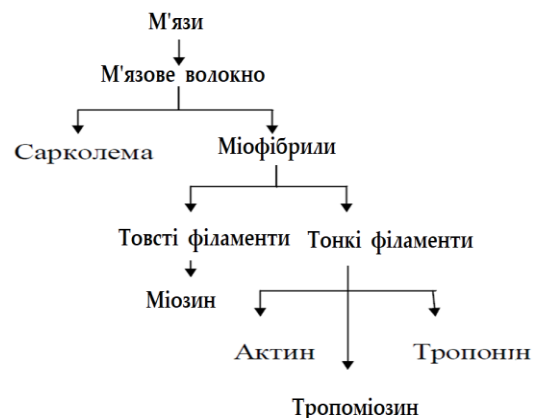 М'язи
М'язове волокно
Сарколема
Міофібрили
Товсті філаменти
Тонкі філаменти
Міозин
Актин
Тропонін
Тропоміозин